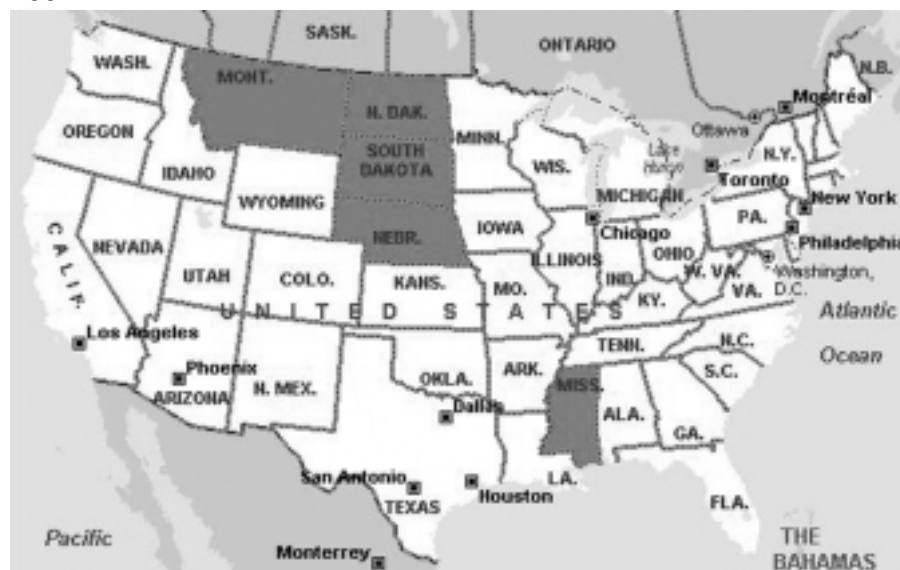 SASK.
ONTARIO
WASH.
MONT.
N.B.
Montréal
N. DAK.
Ottawa
OREGON
MINN.
SOUTH
DAKOTA
Lake
Huron
N.Y.
WIS.
IDAHO
Toronto
WYOMING
MICHIGAN
New York
PA.
IOWA
Chicago
NEBR.
Philadelphia
CALIF.
NEVADA
ILLINOIS
OHIO
UTAH
COLO.
KANS.
IND.
W. VA.
Washington,
D.C.
MO.
VA.
KY.
UNITED STATES
Atlantic
Los Angeles
TENN.
N.C.
Ocean
Phoenix
ARK.
S.C.
OKLA.
MISS.
N. MEX.
ARIZONA
Dallas
ALA.
GA.
San Antonio
LA.
Houston
TEXAS
FLA.
Pacific
THE
BAHAMAS
Monterrey